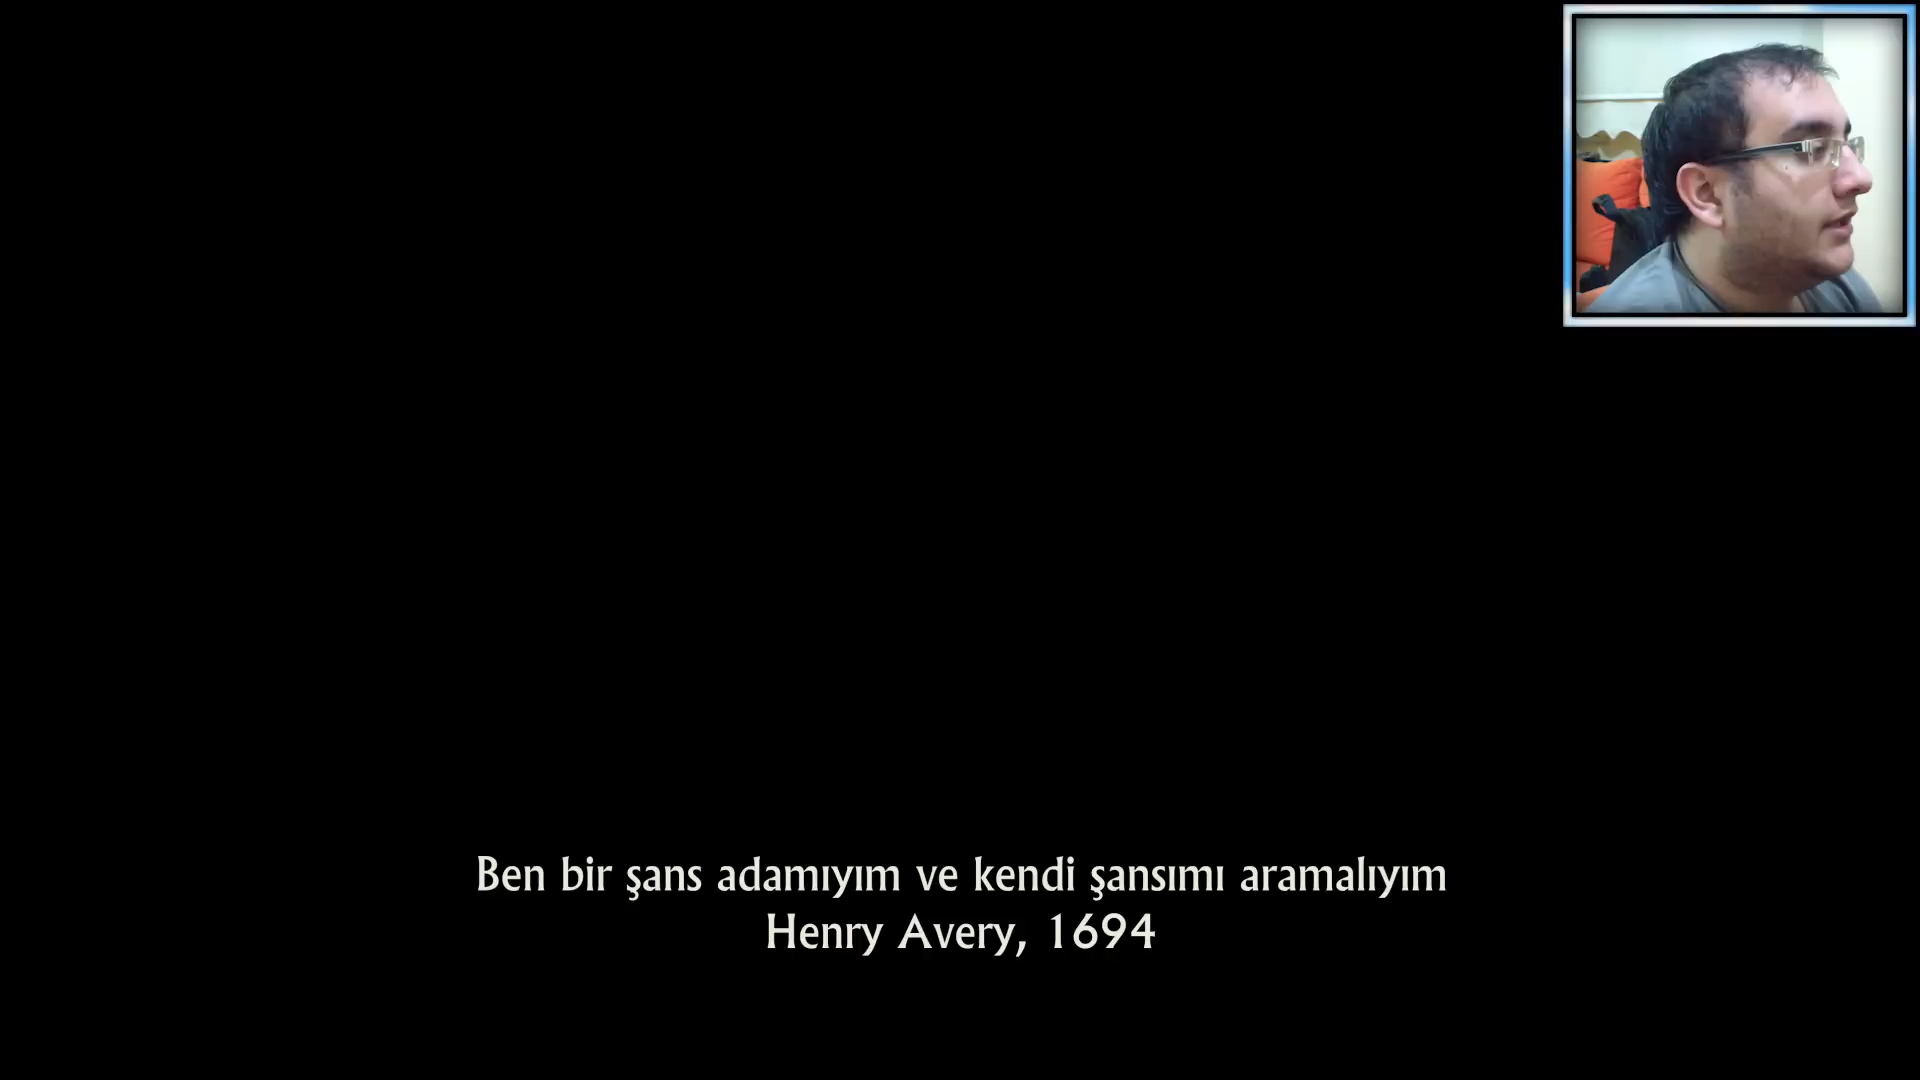 Ben bir şans adamıyım ve kendi şansımı aramalıyım
Henry Avery, 1694